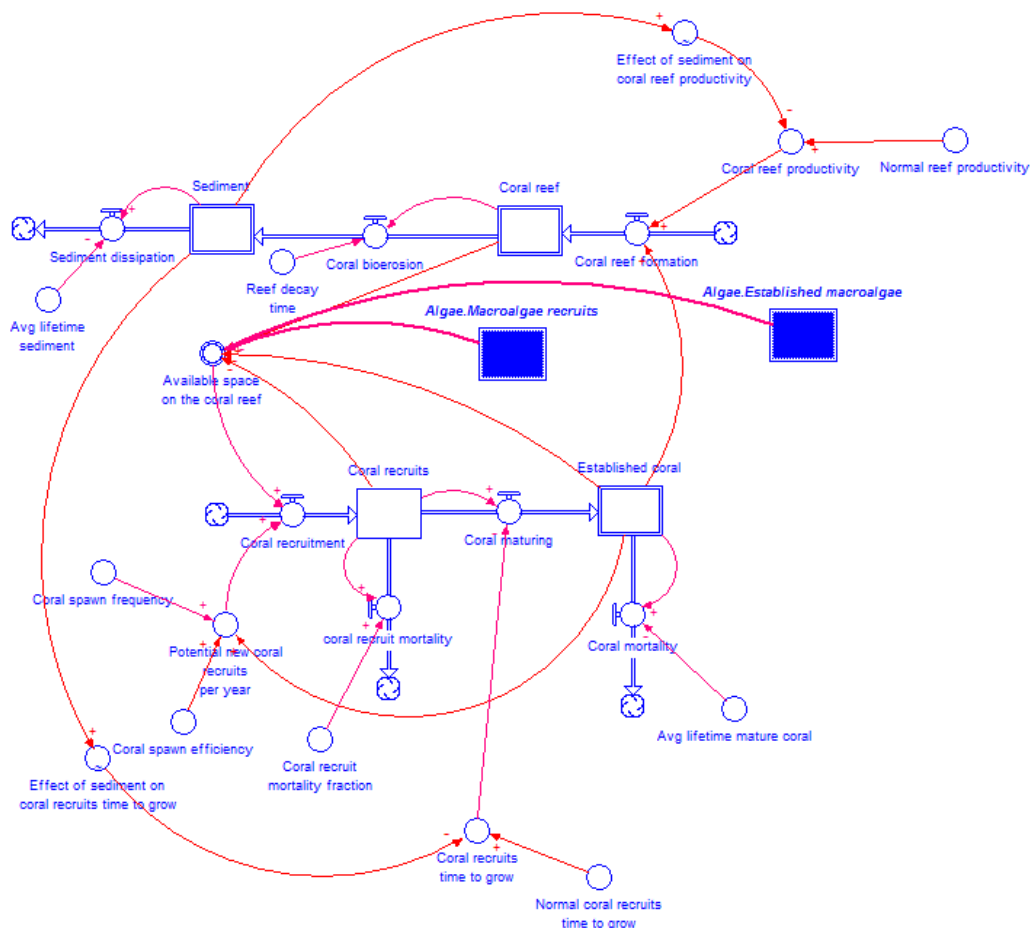 Effect of sediment on
coral reef productivity
Coral reef productivity
Normal reef productivity
Sediment
Coral reef
Sediment dissipation
Coral bioerosion
Coral reef formation
Reef decay
time
Avg lifetime
sediment
Algae.Macroalgae recruits
Algae.Established macroalgae
Available space
on the coral reef
Coral recruits
Established coral
Coral recruitment
Coral maturing
Coral spawn frequency
coral recruit mortality
Coral mortality
Potential new coral
recruits
per year
Coral spawn efficiency
Avg lifetime mature coral
Coral recruit
mortality fraction
Effect of sediment on
coral recruits time to grow
Coral recruits
time to grow
Normal coral recruits
time to grow